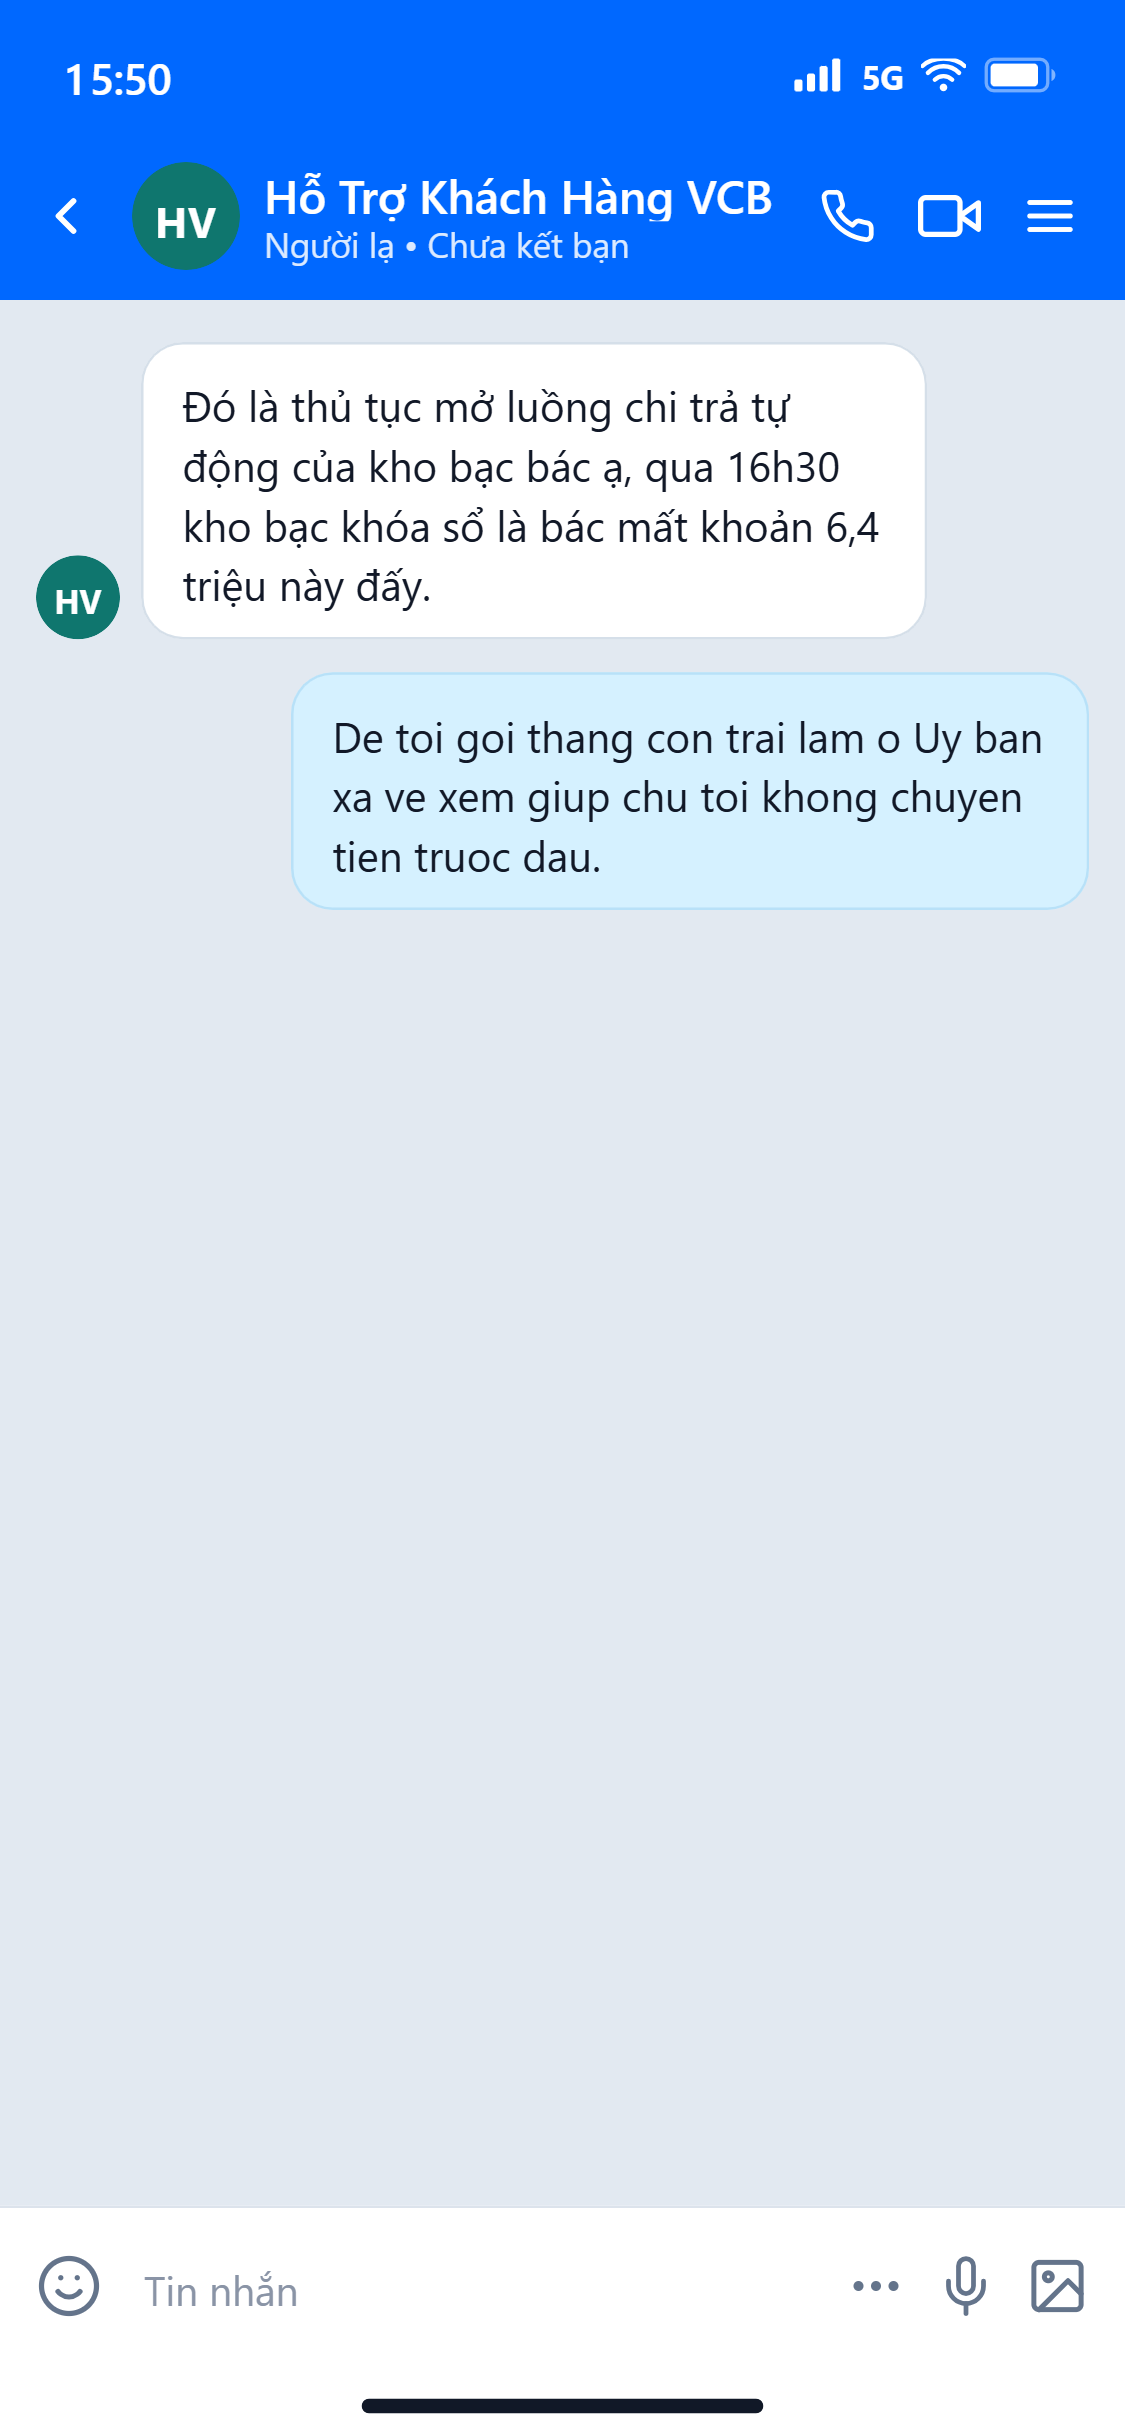 15:50
5G
HV
Hỗ Trợ Khách Hàng VCB
Người lạ • Chưa kết bạn
Đó là thủ tục mở luồng chi trả tự
động của kho bạc bác ạ, qua 16h30
kho bạc khóa sổ là bác mất khoản 6,4
triệu này đấy.
HV
De toi goi thang con trai lam o Uy ban
xa ve xem giup chu toi khong chuyen
tien truoc dau.
Tin nhắn